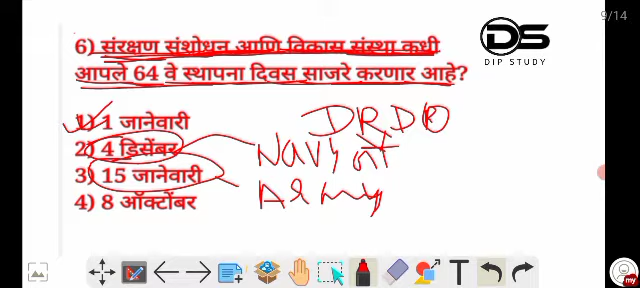 9/14
DS
DIP STUDY
6) संरक्षण संशोधन आणि विकास संस्था कधी
आपले 64 वे स्थापना दिवस साजरे करणार आहे?
1) 1 जानेवारी
DRDO
2) 4 डिसेंबर
Navy
3) 15 जानेवारी
Army
4) 8 ऑक्टोंबर
T
my